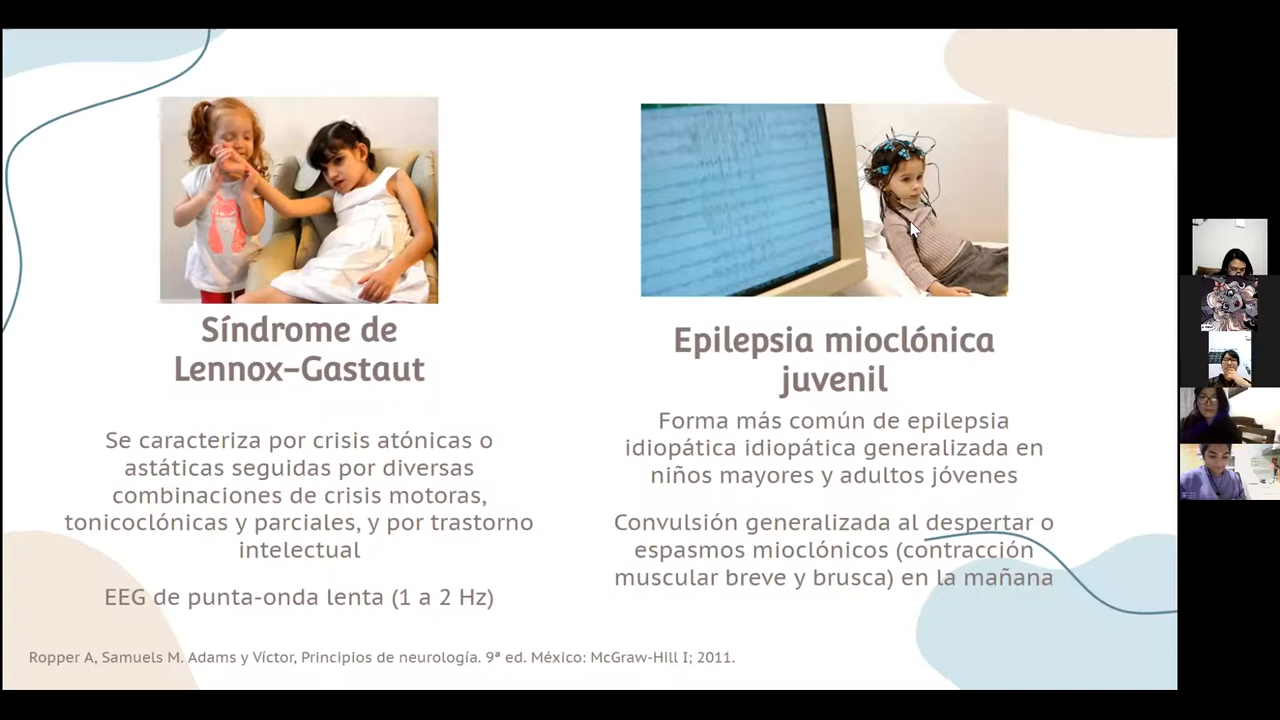 Síndrome de
Lennox-Gastaut
Se caracteriza por crisis atónicas o
astáticas seguidas por diversas
combinaciones de crisis motoras,
tonicoclónicas y parciales, y por trastorno
intelectual
EEG de punta-onda lenta (1 a 2 Hz)
Epilepsia mioclónica
juvenil
Forma más común de epilepsia
idiopática idiopática generalizada en
niños mayores y adultos jóvenes
Convulsión generalizada al despertar o
espasmos mioclónicos (contracción
muscular breve y brusca) en la mañana
Ropper A, Samuels M. Adams y Víctor, Principios de neurología. 9ª ed. México: McGraw-Hill I; 2011.